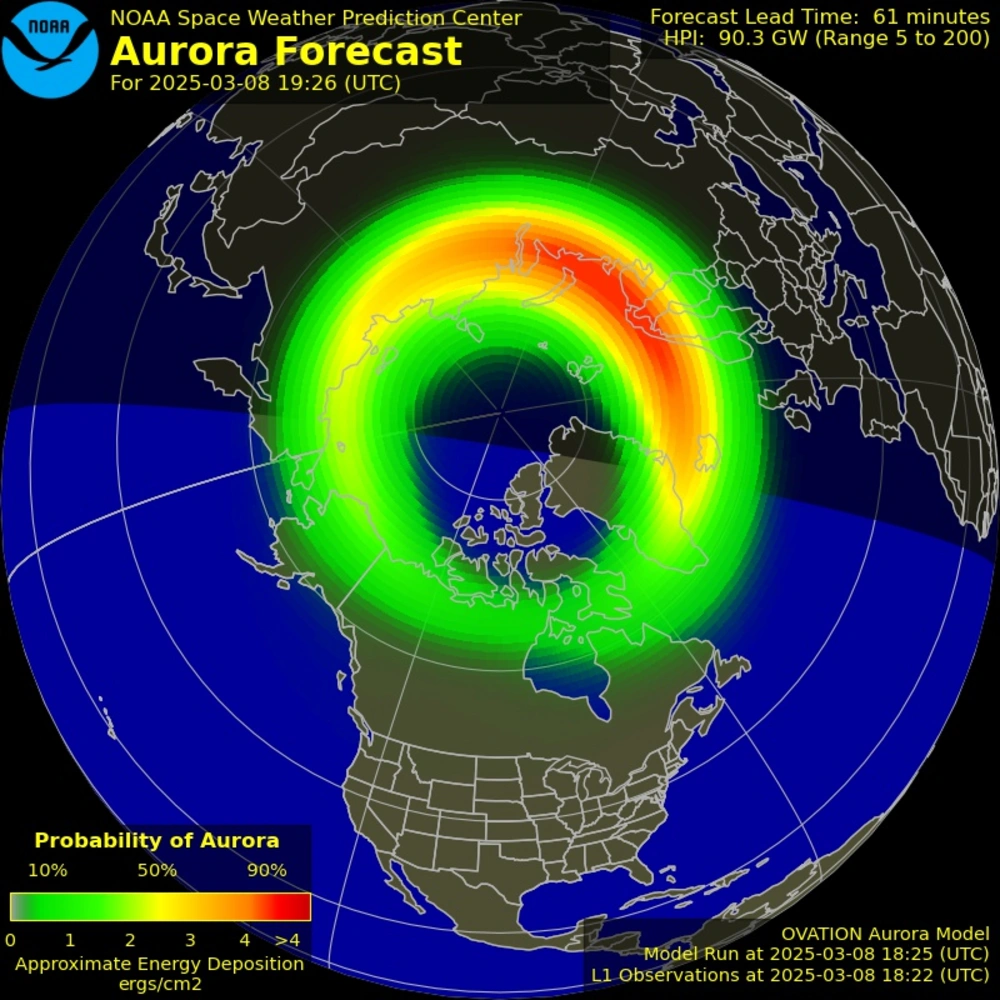 NOAA
NOAA Space Weather Prediction Center
Aurora Forecast
For 2025-03-08 19:26 (UTC)
Forecast Lead Time: 61 minutes
HPI: 90.3 GW (Range 5 to 200)
Probability of Aurora
10% 50% 90%
0 1 2 3 4 >4
Approximate Energy Deposition
ergs/cm2
OVATION Aurora Model
Model Run at 2025-03-08 18:25 (UTC)
L1 Observations at 2025-03-08 18:22 (UTC)